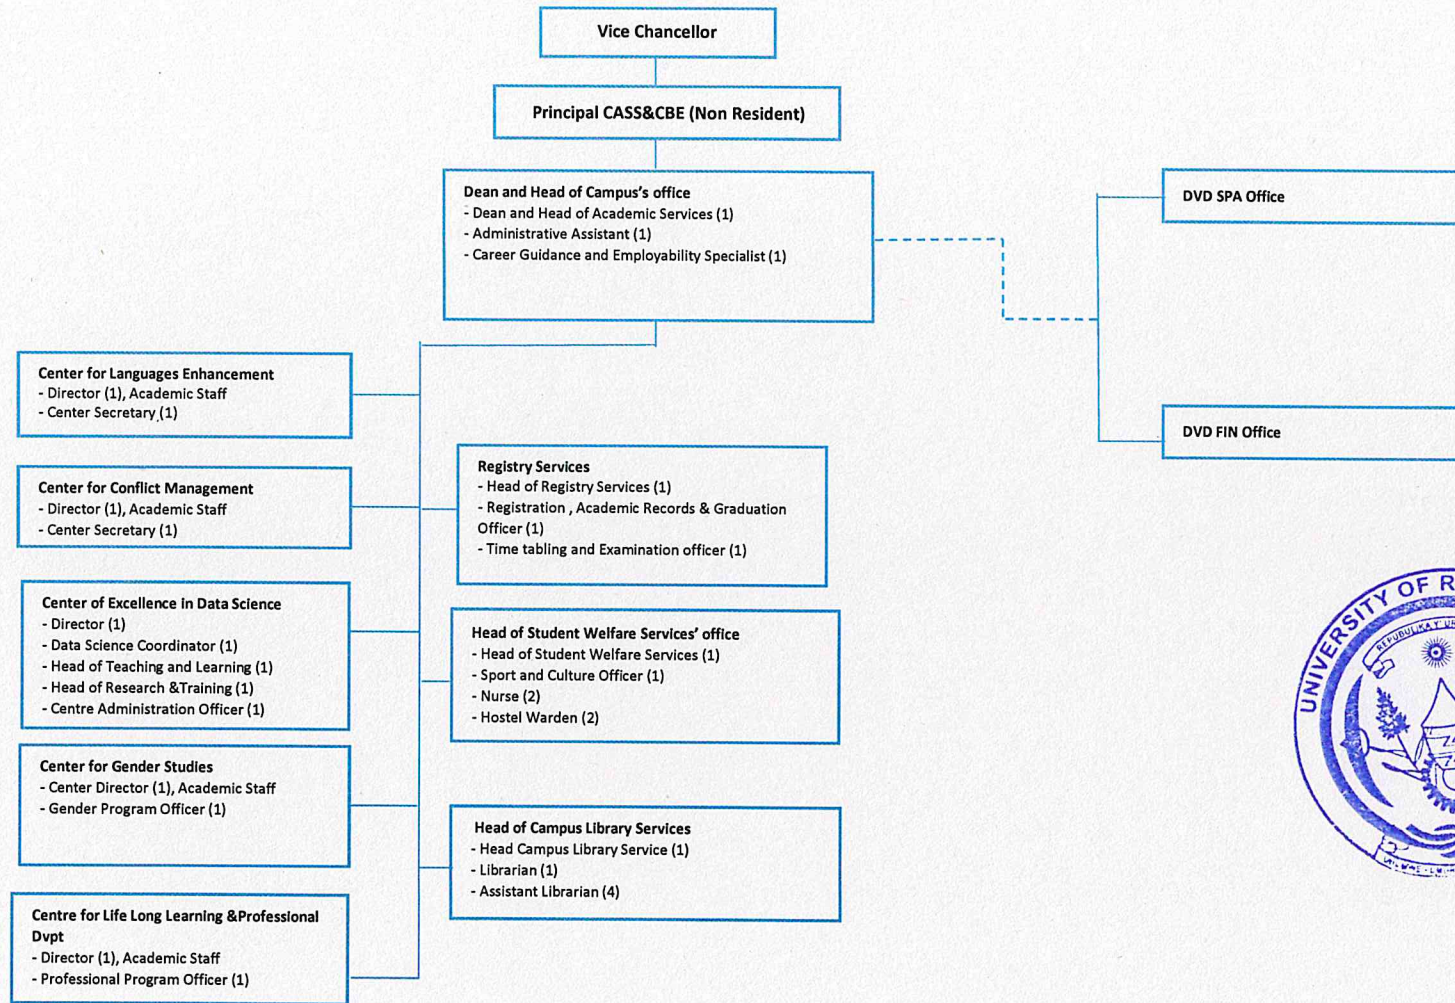 Vice Chancellor
Principal CASS&CBE (Non Resident)
Dean and Head of Campus's office
- Dean and Head of Academic Services (1)
- Administrative Assistant (1)
- Career Guidance and Employability Specialist (1)
DVD SPA Office
DVD FIN Office
Center for Languages Enhancement
- Director (1), Academic Staff
- Center Secretary (1)
Center for Conflict Management
- Director (1), Academic Staff
- Center Secretary (1)
Center of Excellence in Data Science
- Director (1)
- Data Science Coordinator (1)
- Head of Teaching and Learning (1)
- Head of Research &Training (1)
- Centre Administration Officer (1)
Center for Gender Studies
- Center Director (1), Academic Staff
- Gender Program Officer (1)
Centre for Life Long Learning &Professional
Dvpt
- Director (1), Academic Staff
- Professional Program Officer (1)
Registry Services
- Head of Registry Services (1)
- Registration , Academic Records & Graduation
Officer (1)
- Time tabling and Examination officer (1)
Head of Student Welfare Services' office
- Head of Student Welfare Services (1)
- Sport and Culture Officer (1)
- Nurse (2)
- Hostel Warden (2)
Head of Campus Library Services
- Head Campus Library Service (1)
- Librarian (1)
- Assistant Librarian (4)
UNIVERSITY OF R
REPUBULIKA Y'UR